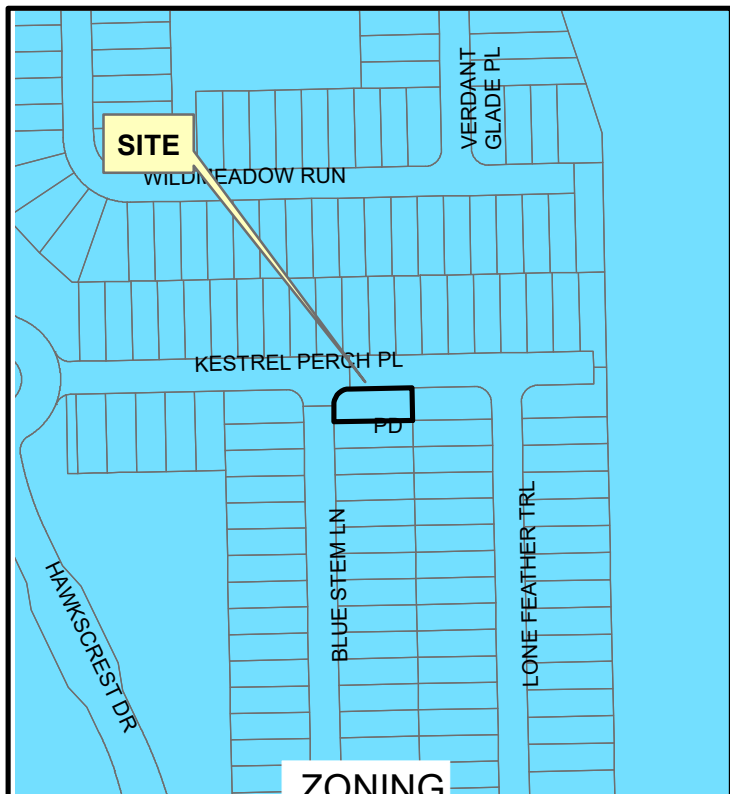 VERDANT
GLADE PL
SITE
WILDMEADOW RUN
KESTREL PERCH PL
PD
BLUE STEM LN
LONE FEATHER TRL
HAWKSCREST DR
ZONING